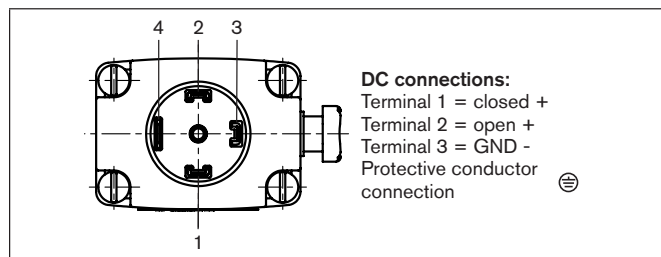 4 2 3
DC connections:
Terminal 1 = closed +
Terminal 2 = open +
Terminal 3 = GND -
Protective conductor
connection
1